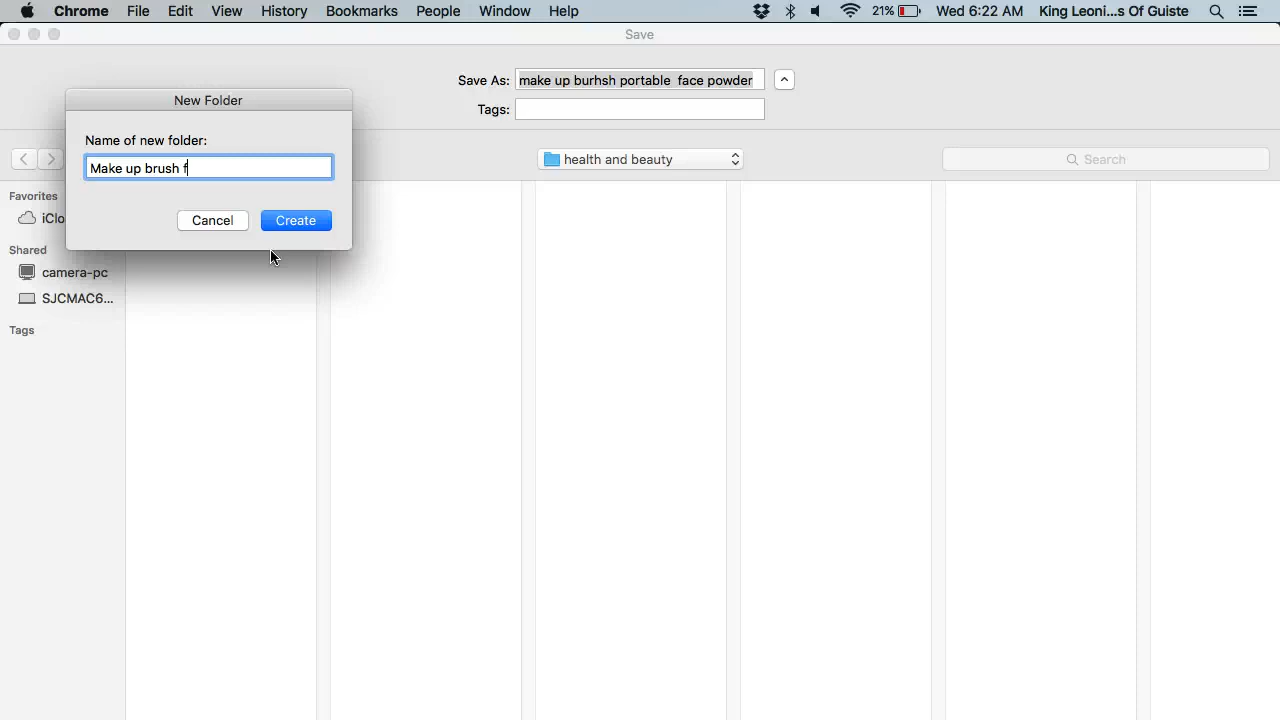 Chrome File Edit View History Bookmarks People Window Help 21% Wed 6:22 AM King Leoni...s Of Guiste
Save
Save As: make up burhsh portable face powder
Tags:
New Folder
Name of new folder:
Make up brush f
Cancel Create
health and beauty
Search
Favorites
iClo
Shared
camera-pc
SJCMAC6...
Tags